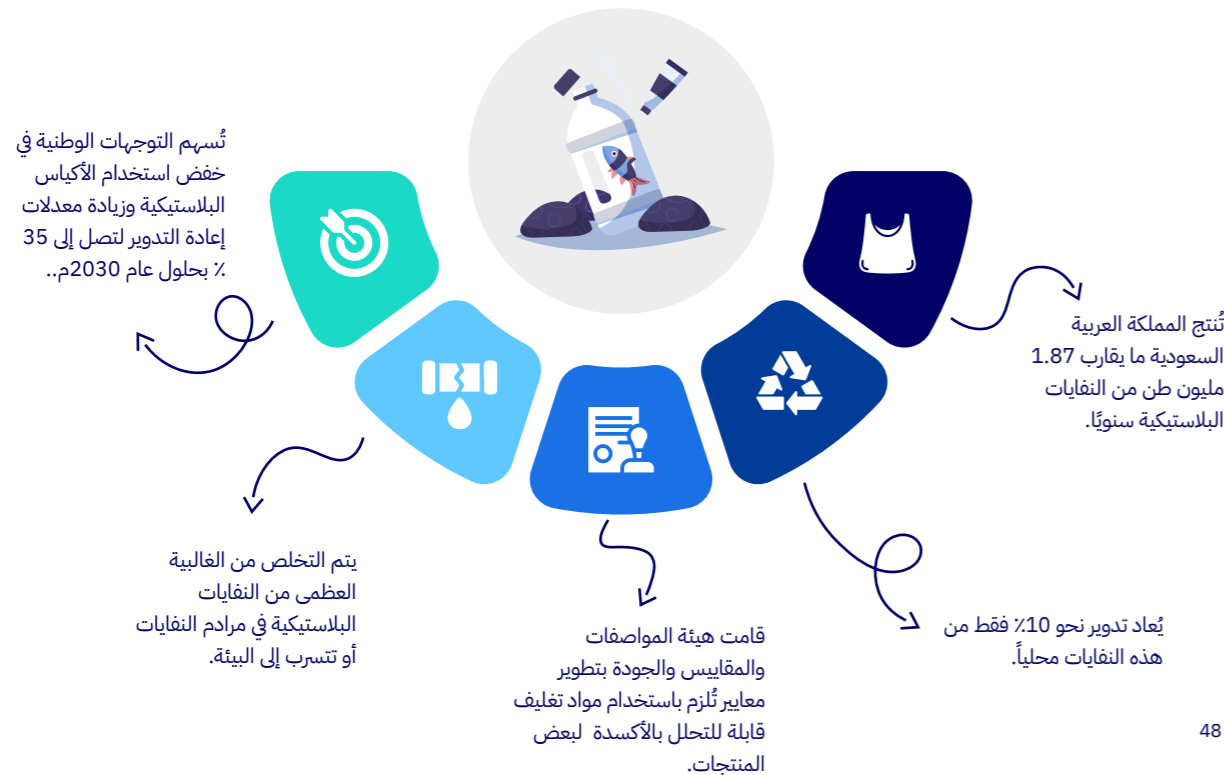 تُنتج المملكة العربية
السعودية ما يقارب 1.87
مليون طن من النفايات
البلاستيكية سنويًا.
يُعاد تدوير نحو 10٪ فقط من
هذه النفايات محلياً.
قامت هيئة المواصفات
والمقاييس والجودة بتطوير
معايير تُلزم باستخدام مواد تغليف
قابلة للتحلل بالأكسدة لبعض
المنتجات.
يتم التخلص من الغالبية
العظمى من النفايات
البلاستيكية في مرادم النفايات
أو تتسرب إلى البيئة.
تُسهم التوجهات الوطنية في
خفض استخدام الأكياس
البلاستيكية وزيادة معدلات
إعادة التدوير لتصل إلى 35
٪ بحلول عام 2030م..
48